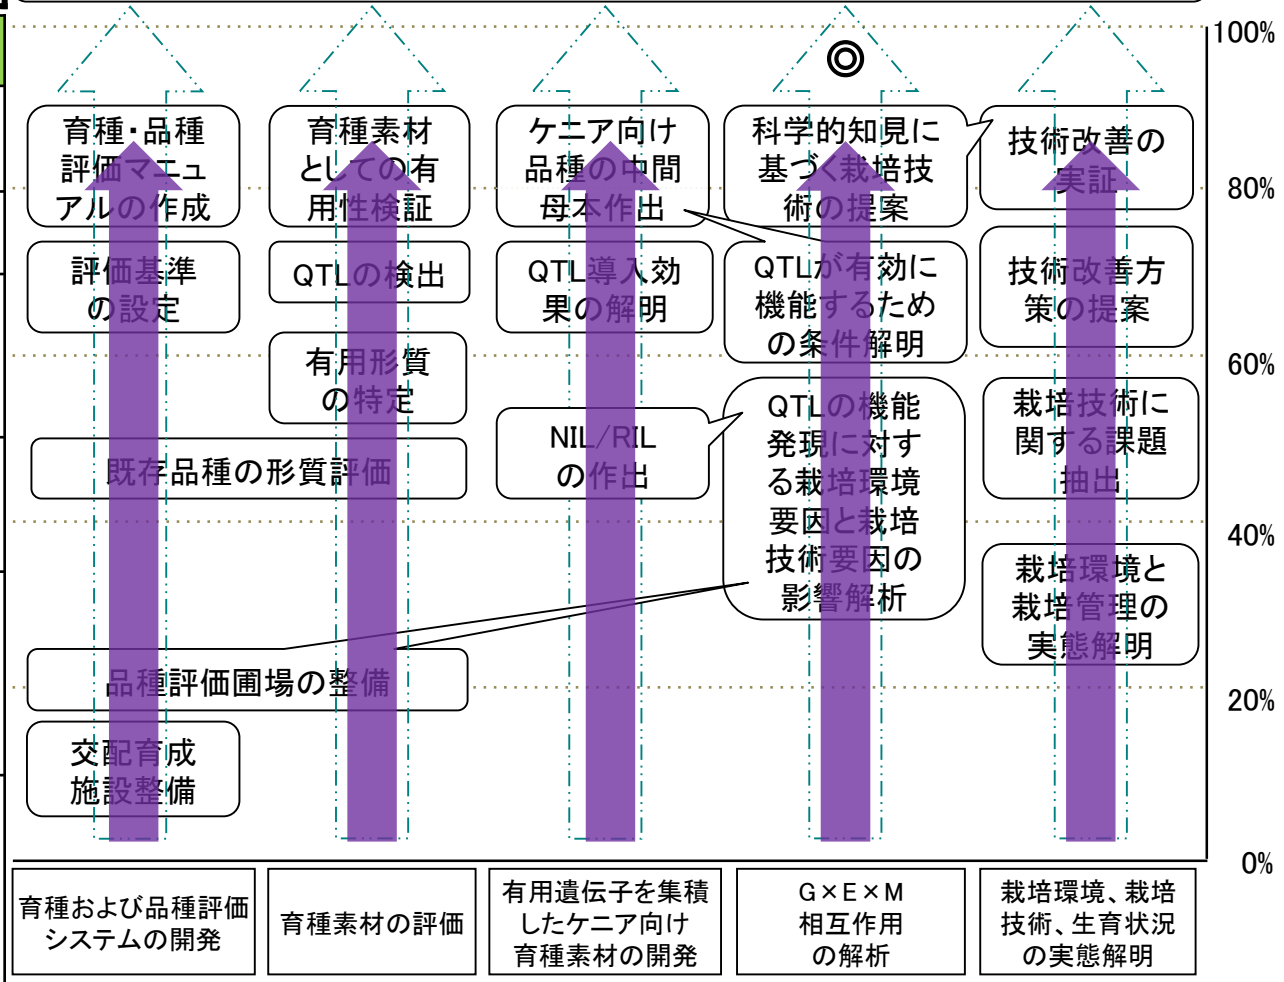 100%
80%
60%
40%
20%
0%
育種・品種
評価マニュ
アルの作成
評価基準
の設定
既存品種の形質評価
品種評価圃場の整備
交配育成
施設整備
育種素材
としての有
用性検証
QTLの検出
有用形質
の特定
ケニア向け
品種の中間
母本作出
QTL導入効
果の解明
NIL/RIL
の作出
科学的知見に
基づく栽培技
術の提案
QTLが有効に
機能するため
の条件解明
QTLの機能
発現に対す
る栽培環境
要因と栽培
技術要因の
影響解析
技術改善の
実証
技術改善方
策の提案
栽培技術に
関する課題
抽出
栽培環境と
栽培管理の
実態解明
育種および品種評価
システムの開発
育種素材の評価
有用遺伝子を集積
したケニア向け
育種素材の開発
G×E×M
相互作用
の解析
栽培環境、栽培
技術、生育状況
の実態解明